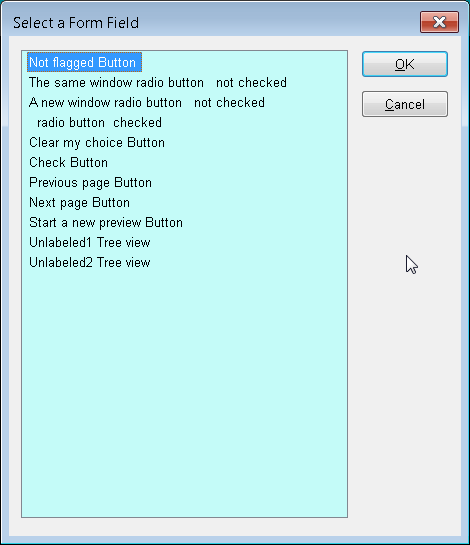 Select a Form Field
Not flagged Button
The same window radio button   not checked
A new window radio button   not checked
radio button  checked
Clear my choice Button
Check Button
Previous page Button
Next page Button
Start a new preview Button
Unlabeled1 Tree view
Unlabeled2 Tree view
OK
Cancel